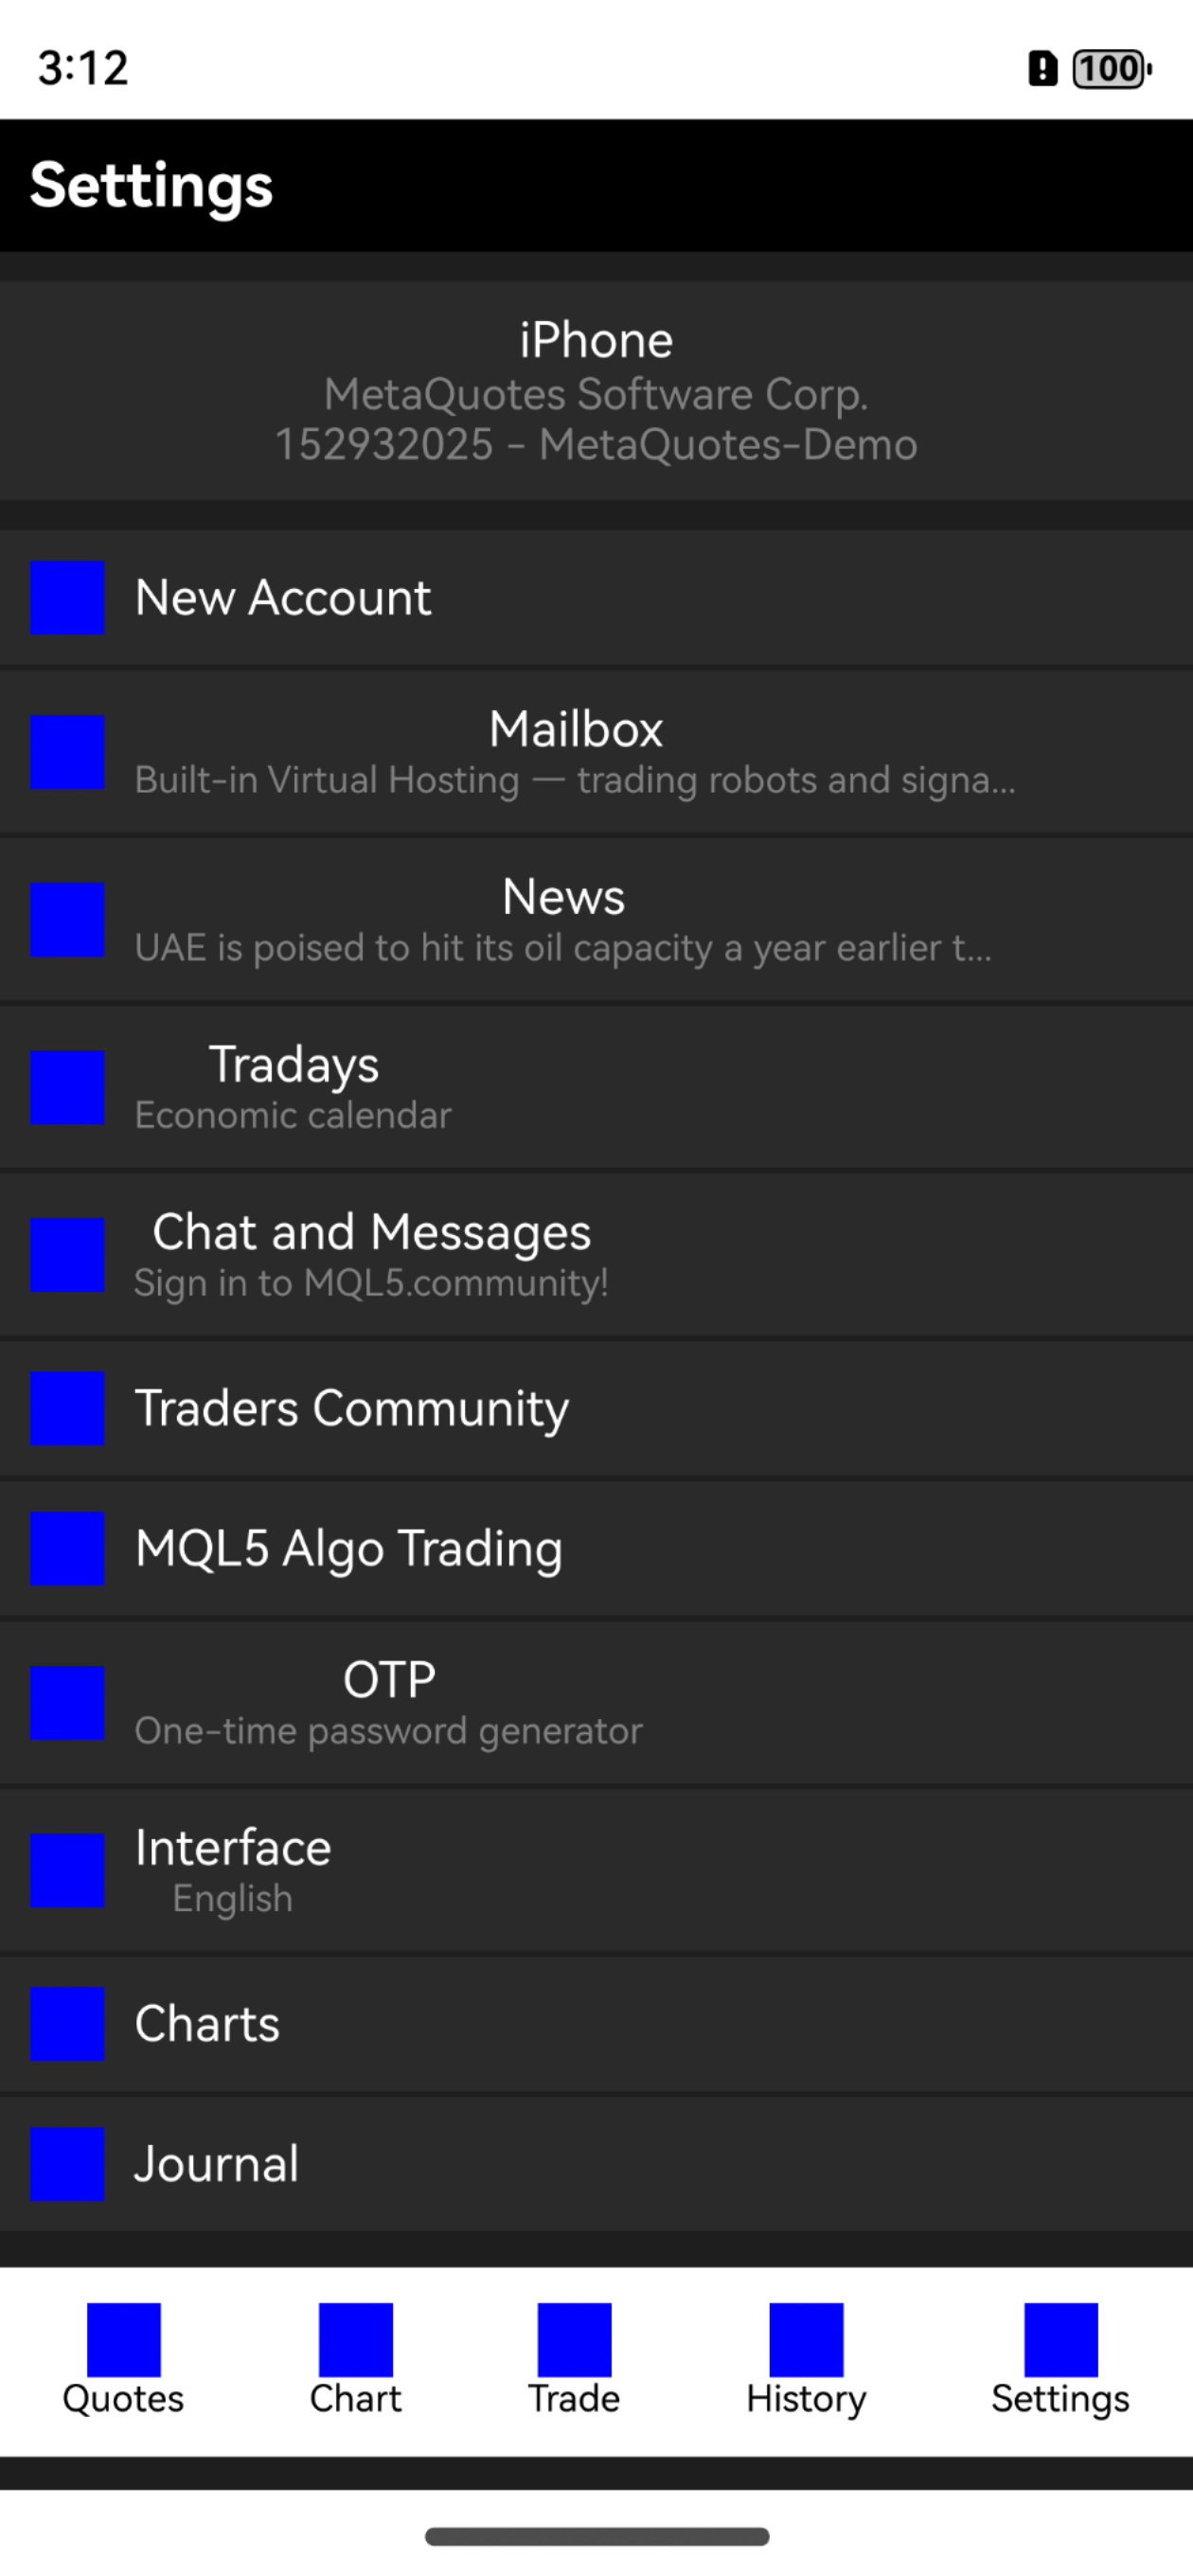 3:12
100
Settings
iPhone
MetaQuotes Software Corp.
152932025 - MetaQuotes-Demo
New Account
Mailbox
Built-in Virtual Hosting — trading robots and signa...
News
UAE is poised to hit its oil capacity a year earlier t...
Tradays
Economic calendar
Chat and Messages
Sign in to MQL5.community!
Traders Community
MQL5 Algo Trading
OTP
One-time password generator
Interface
English
Charts
Journal
Quotes Chart Trade History Settings